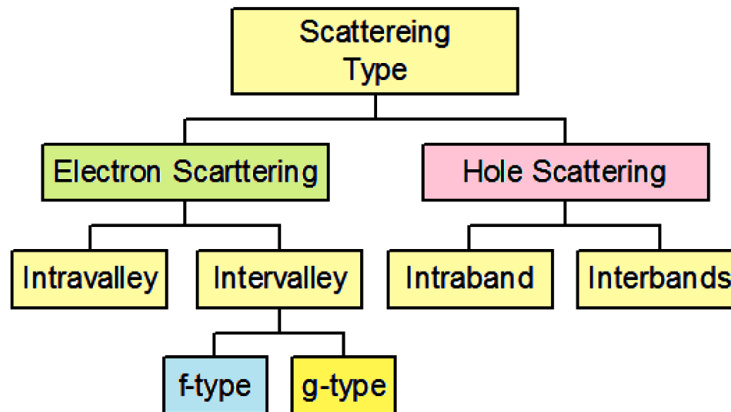 Scattereing
Type
Electron Scarttering
Hole Scattering
Intravalley
Intervalley
Intraband
Interbands
f-type
g-type